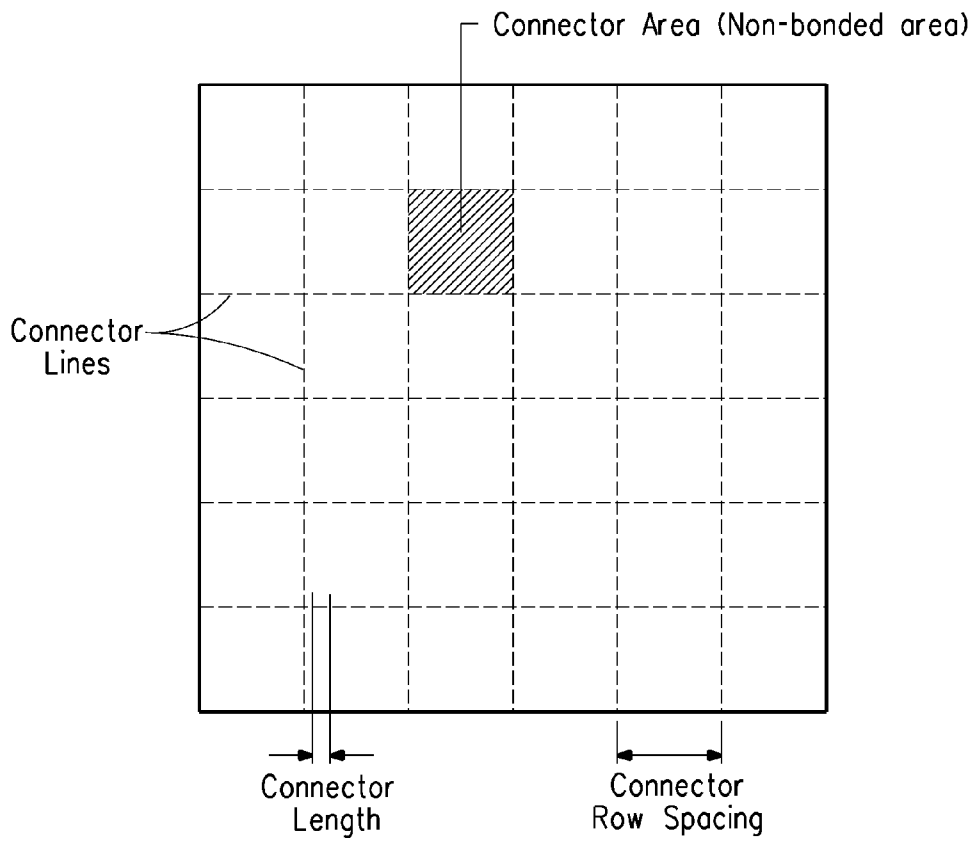 Connector Area (Non-bonded area)
Connector
Lines
Connector
Length
Connector
Row Spacing